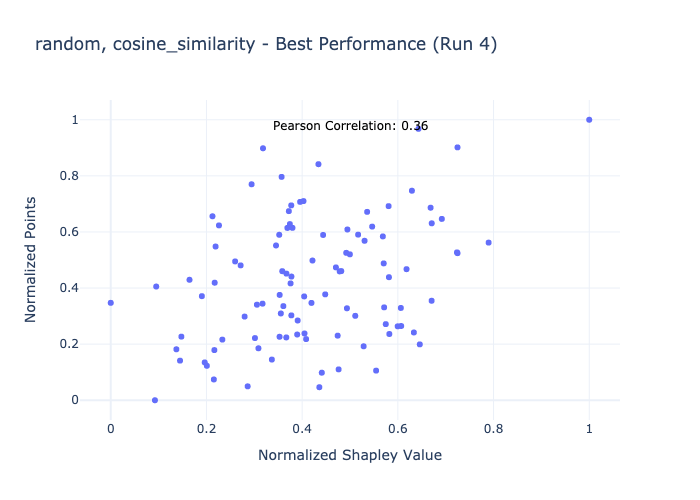 random, cosine_similarity - Best Performance (Run 4)
Pearson Correlation: 0.36
1
0.8
0.6
0.4
0.2
0
Normalized Points
0 0.2 0.4 0.6 0.8 1
Normalized Shapley Value